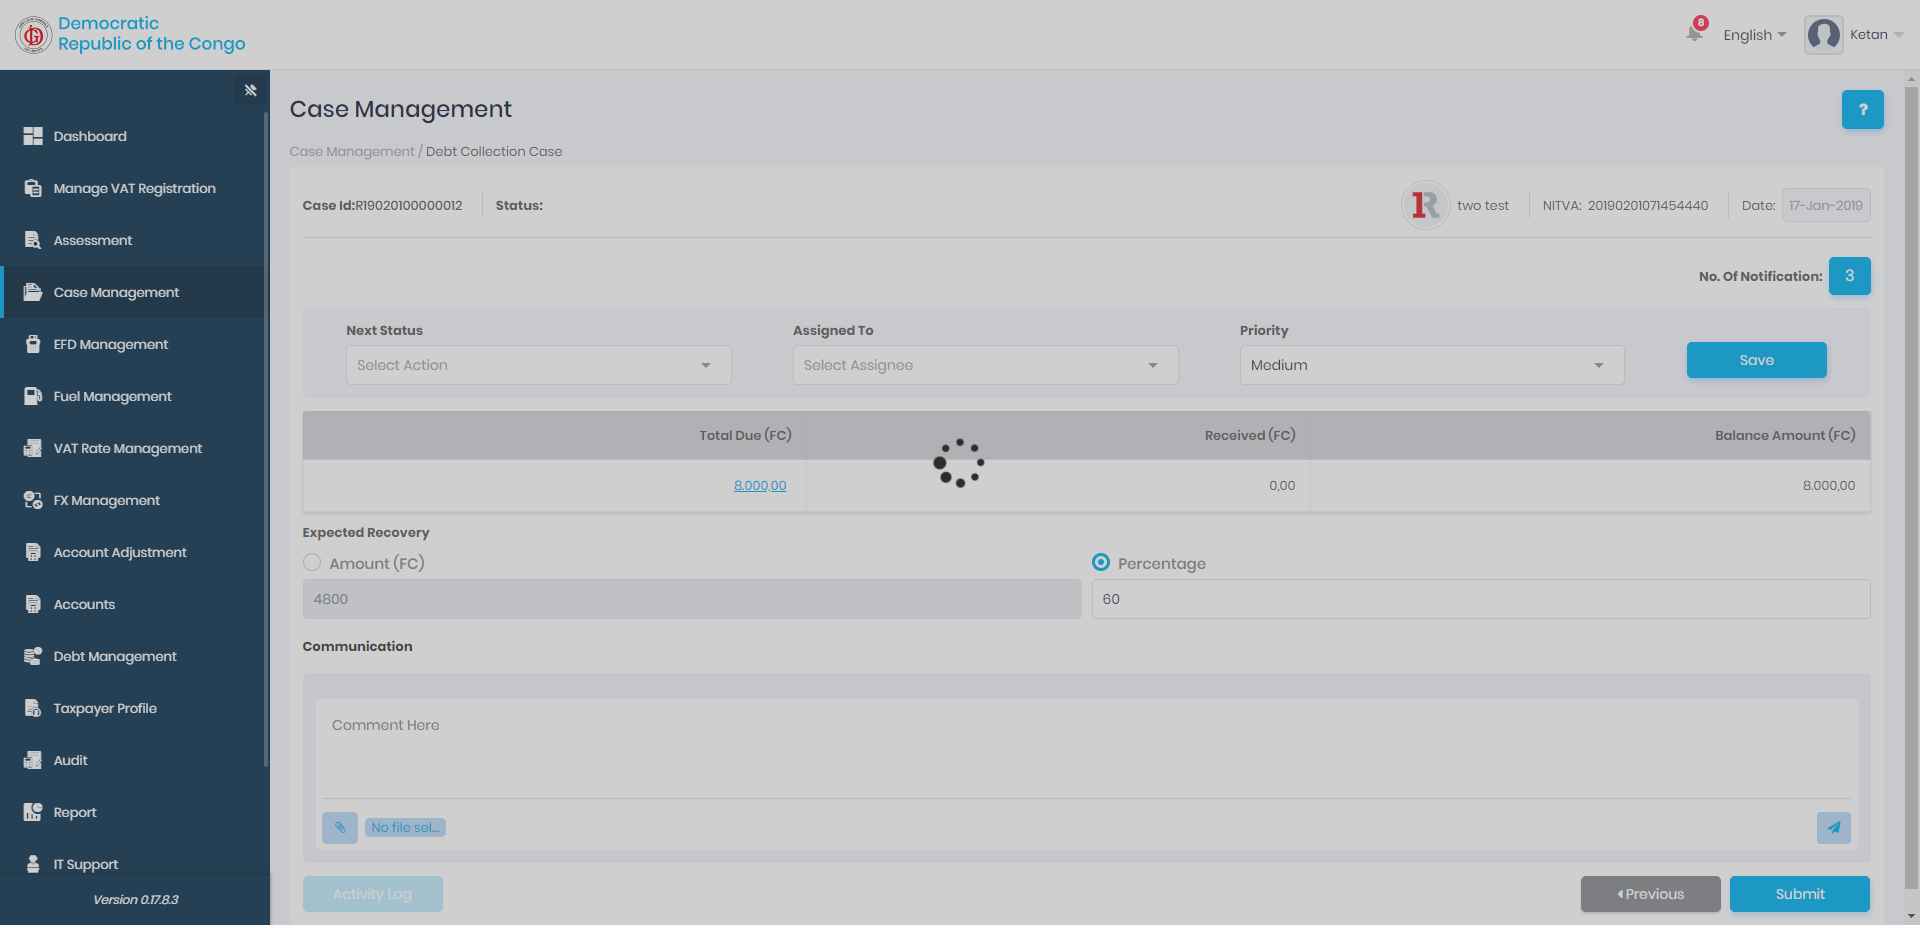 Democratic
Republic of the Congo
8
English
Ketan
Dashboard
Manage VAT Registration
Assessment
Case Management
EFD Management
Fuel Management
VAT Rate Management
FX Management
Account Adjustment
Accounts
Debt Management
Taxpayer Profile
Audit
Report
IT Support
Version 0.17.8.3
Case Management
?
Case Management / Debt Collection Case
Case Id:R19020100000012 Status:
1R two test NITVA: 20190201071454440 Date: 17-Jan-2019
No. Of Notification: 3
Next Status Assigned To Priority
Select Action Select Assignee Medium Save
Total Due (FC) Received (FC) Balance Amount (FC)
8.000,00 0,00 8.000,00
Expected Recovery
Amount (FC) Percentage
4800 60
Communication
Comment Here
No file sel...
Activity Log Previous Submit